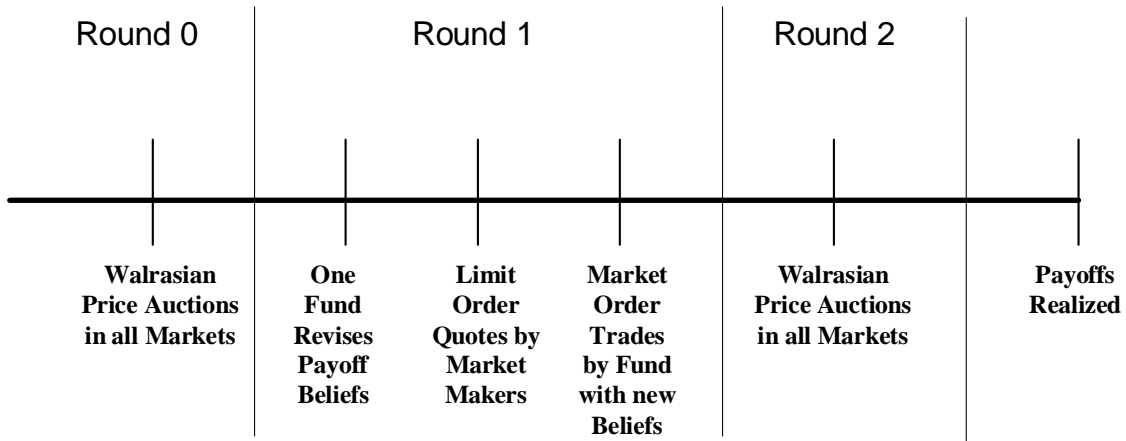 Round 0
Round 1
Round 2
Walrasian
Price Auctions
in all Markets
One
Fund
Revises
Payoff
Beliefs
Limit
Order
Quotes by
Market
Makers
Market
Order
Trades
by Fund
with new
Beliefs
Walrasian
Price Auctions
in all Markets
Payoffs
Realized